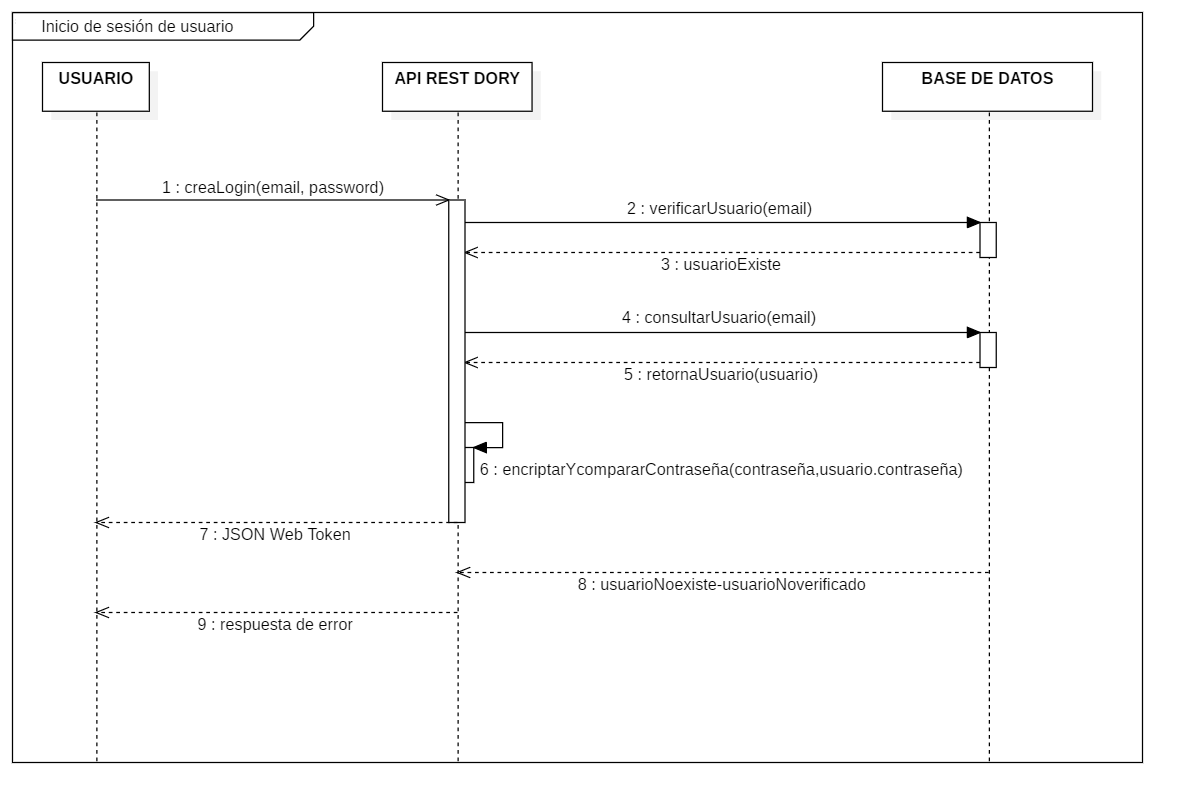 Inicio de sesión de usuario
USUARIO
API REST DORY
BASE DE DATOS
1 : creaLogin(email, password)
2 : verificarUsuario(email)
3 : usuarioExiste
4 : consultarUsuario(email)
5 : retornaUsuario(usuario)
6 : encriptarYcompararContraseña(contraseña,usuario.contraseña)
7 : JSON Web Token
8 : usuarioNoexiste-usuarioNoverificado
9 : respuesta de error